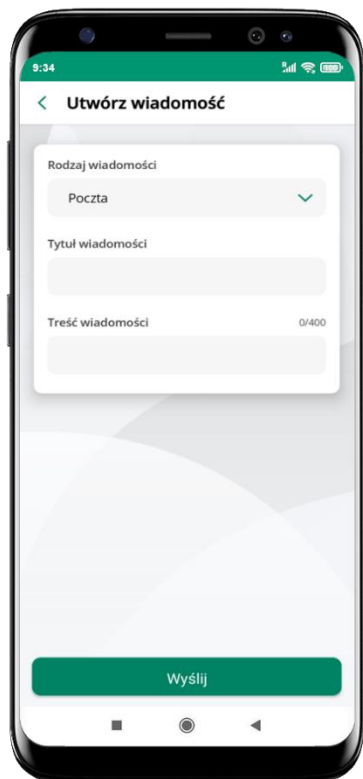 9:34
Utwórz wiadomość
Rodzaj wiadomości
Poczta
Tytuł wiadomości
Treść wiadomości 0/400
Wyślij